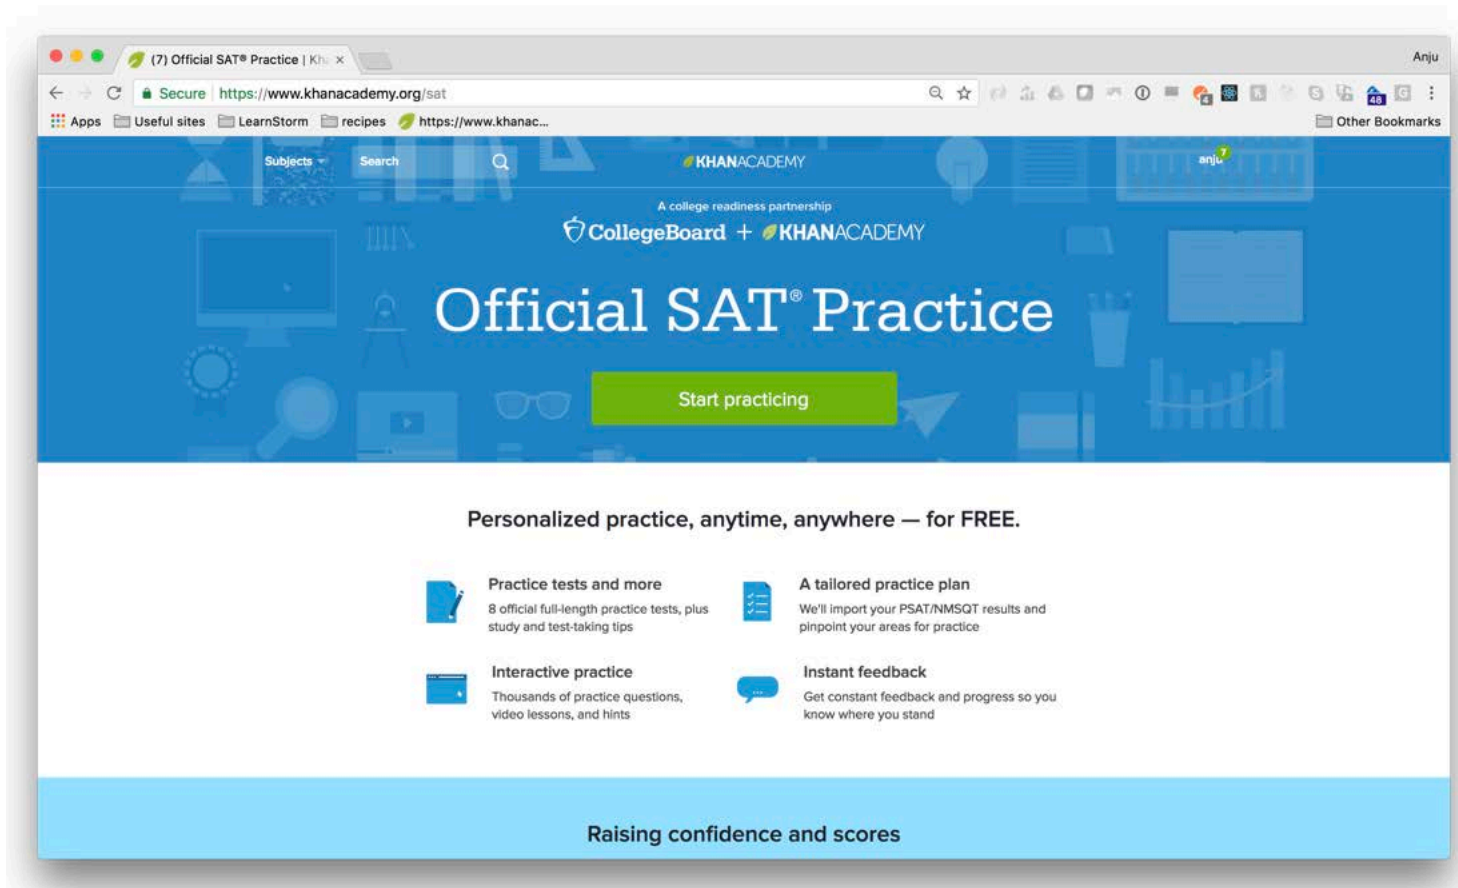 (7) Official SAT® Practice | Kh
Anju
Secure https://www.khanacademy.org/sat
48
Apps Useful sites LearnStorm recipes https://www.khanac... Other Bookmarks
Subjects Search KHANACADEMY anju 7
A college readiness partnership
CollegeBoard + KHANACADEMY
Official SAT® Practice
Start practicing
Personalized practice, anytime, anywhere — for FREE.
Practice tests and more
8 official full-length practice tests, plus
study and test-taking tips
A tailored practice plan
We'll import your PSAT/NMSQT results and
pinpoint your areas for practice
Interactive practice
Thousands of practice questions,
video lessons, and hints
Instant feedback
Get constant feedback and progress so you
know where you stand
Raising confidence and scores